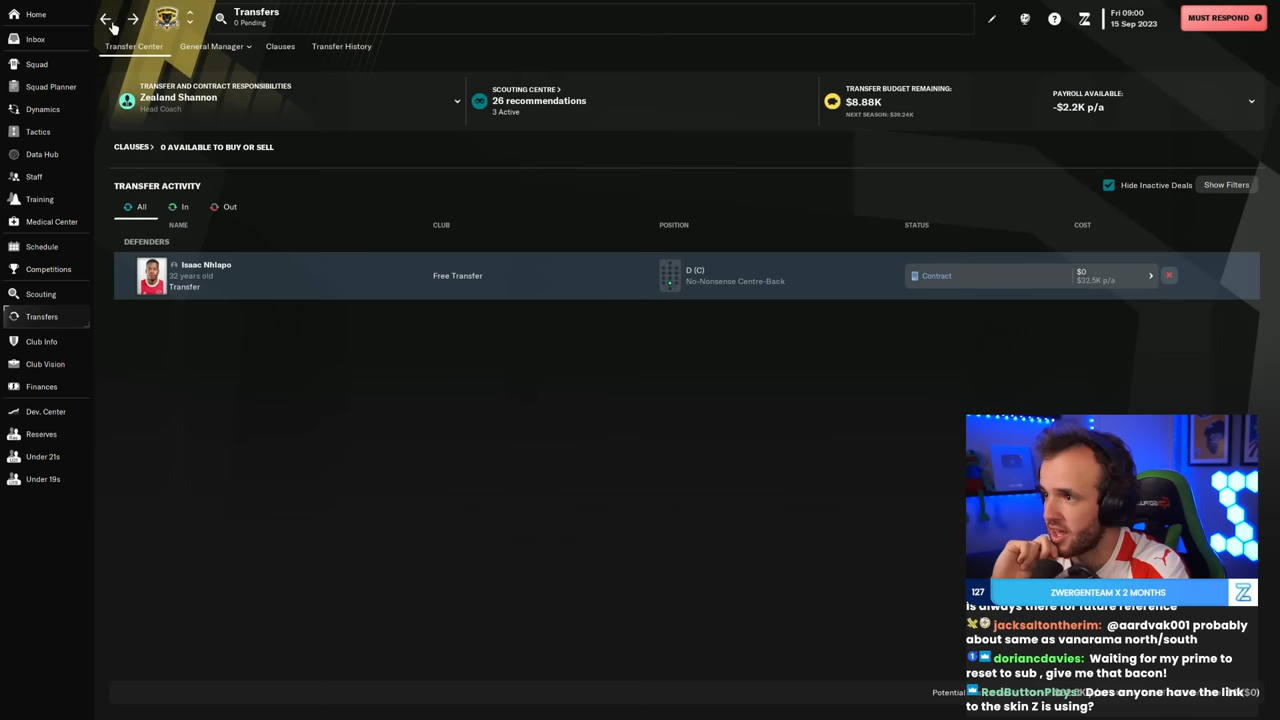 Home
Inbox
Squad
Squad Planner
Dynamics
Tactics
Data Hub
Staff
Training
Medical Center
Schedule
Competitions
Scouting
Transfers
Club Info
Club Vision
Finances
Dev. Center
Reserves
Under 21s
Under 19s
Transfers
0 Pending
Fri 09:00
15 Sep 2023
MUST RESPOND
Transfer Center
General Manager
Clauses
Transfer History
TRANSFER AND CONTRACT RESPONSIBILITIES
Zealand Shannon
Head Coach
SCOUTING CENTRE >
26 recommendations
3 Active
TRANSFER BUDGET REMAINING:
$8.88K
NEXT SEASON: $39.24K
PAYROLL AVAILABLE:
-$2.2K p/a
CLAUSES > 0 AVAILABLE TO BUY OR SELL
TRANSFER ACTIVITY
Hide Inactive Deals
Show Filters
All
In
Out
NAME
CLUB
POSITION
STATUS
COST
DEFENDERS
Isaac Nhlapo
32 years old
Transfer
Free Transfer
D (C)
No-Nonsense Centre-Back
Contract
$0
$32.5K p/a
127
ZWERGENTEAM X 2 MONTHS
is always there for future reference
jacksaltontherim: @aardvak001 probably
about same as vanarama north/south
doriancdavies: Waiting for my prime to
reset to sub , give me that bacon!
Potential
RedButtonPlays: Does anyone have the link
($0)
to the skin Z is using?